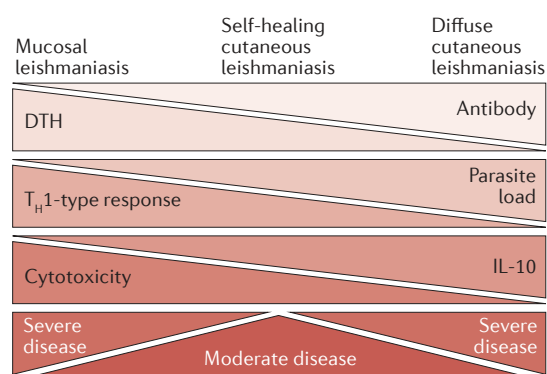 Mucosal
leishmaniasis
Self-healing
cutaneous
leishmaniasis
Diffuse
cutaneous
leishmaniasis
DTH
Antibody
TH1-type response
Parasite
load
Cytotoxicity
IL-10
Severe
disease
Moderate disease
Severe
disease